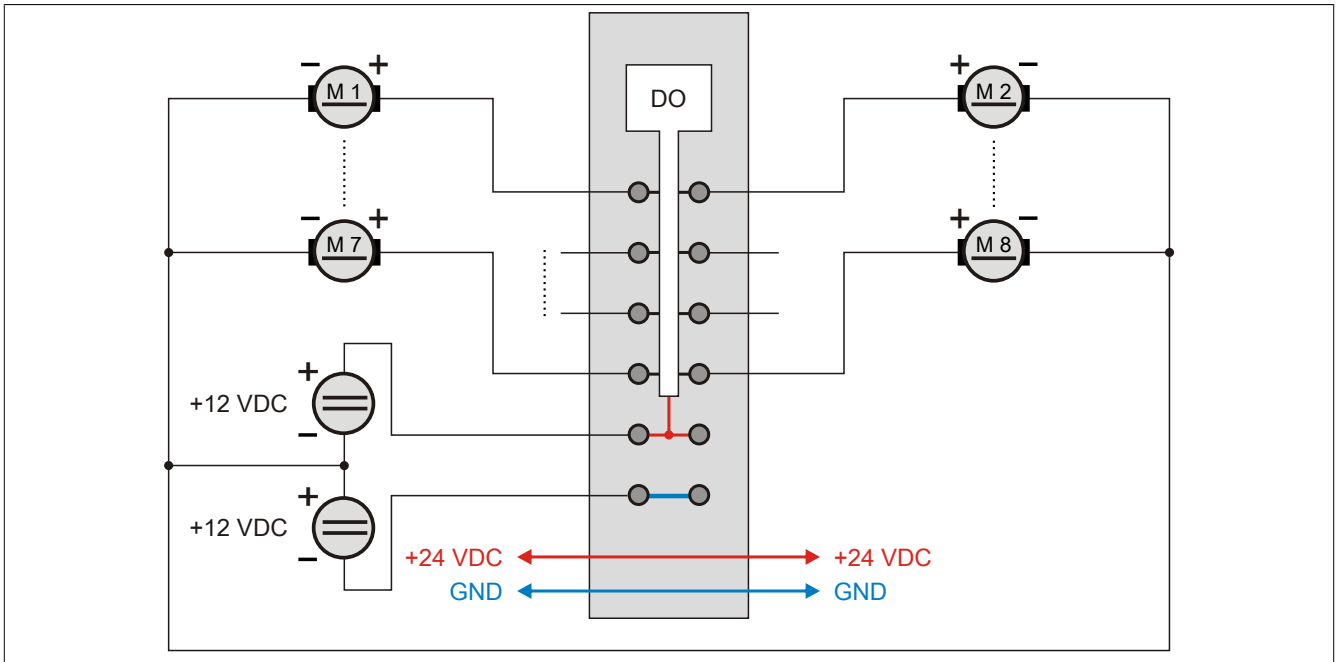 − + M 1
DO
+ − M 2
− + M 7
+ − M 8
+
+12 VDC
−
+
+12 VDC
−
+24 VDC +24 VDC
GND GND